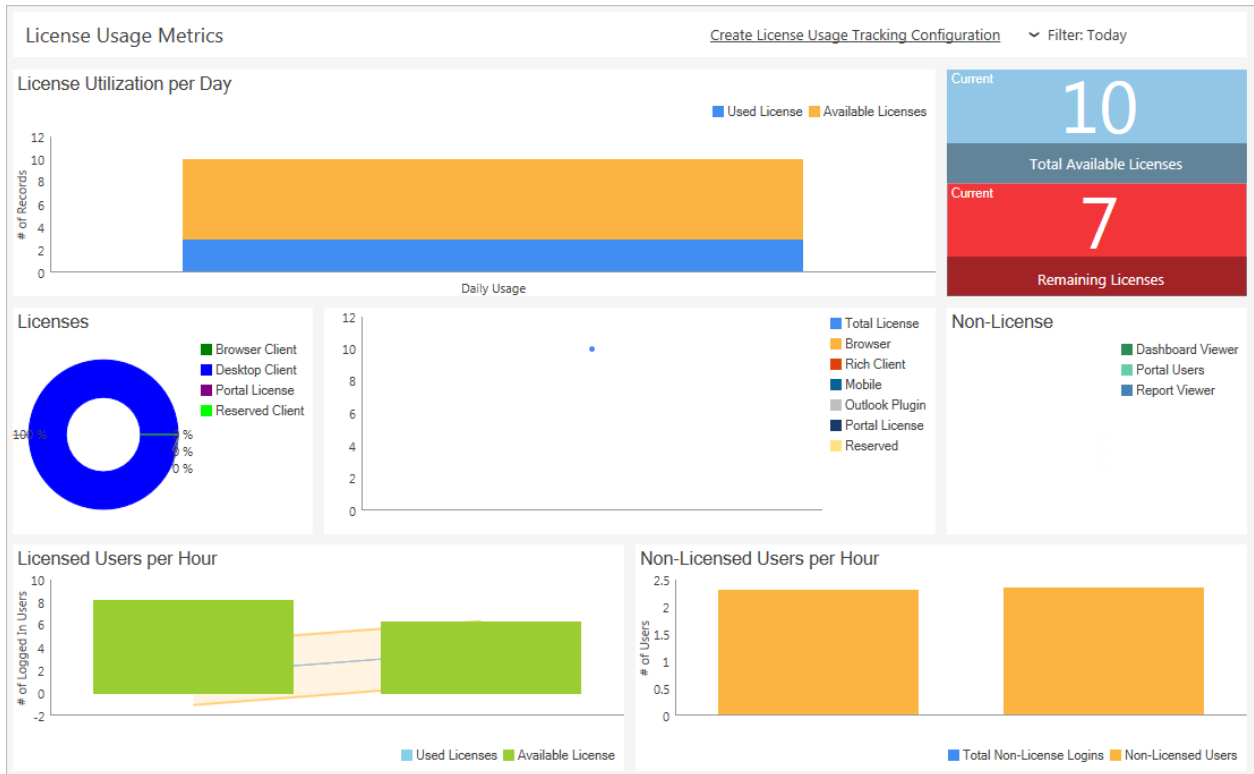 License Usage Metrics
Create License Usage Tracking Configuration
Filter: Today
License Utilization per Day
Used License
Available Licenses
12
10
8
6
4
2
0
# of Records
Daily Usage
Current
10
Total Available Licenses
Current
7
Remaining Licenses
Licenses
Browser Client
Desktop Client
Portal License
Reserved Client
100 %
0 %
0 %
0 %
12
10
8
6
4
2
0
Total License
Browser
Rich Client
Mobile
Outlook Plugin
Portal License
Reserved
Non-License
Dashboard Viewer
Portal Users
Report Viewer
Licensed Users per Hour
10
8
6
4
2
0
-2
# of Logged In Users
Used Licenses
Available License
Non-Licensed Users per Hour
2.5
2
1.5
1
0.5
0
# of Users
Total Non-License Logins
Non-Licensed Users